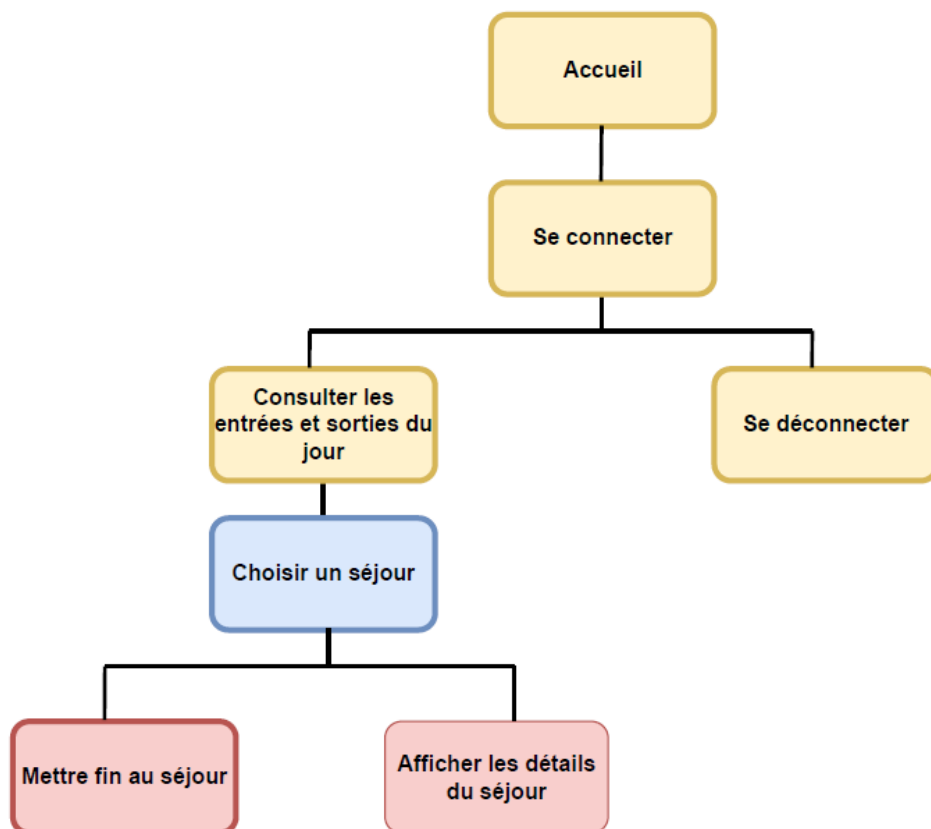 Accueil
Se connecter
Consulter les
entrées et sorties du
jour
Se déconnecter
Choisir un séjour
Mettre fin au séjour
Afficher les détails
du séjour